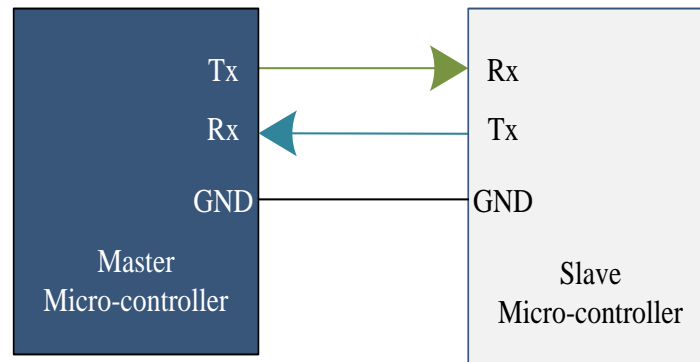 Tx
Rx
GND
Master
Micro-controller
Rx
Tx
GND
Slave
Micro-controller